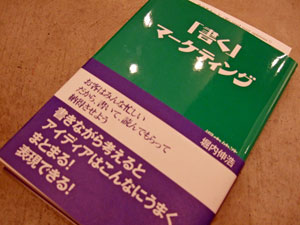 「書く」
マーケティング
堀内伸浩
お客はみんな忙しい
だから、書いて、読んでもらって
納得させよう
書きながら考えると
アイディアはこんなにうまく
まとまる!
表現できる!